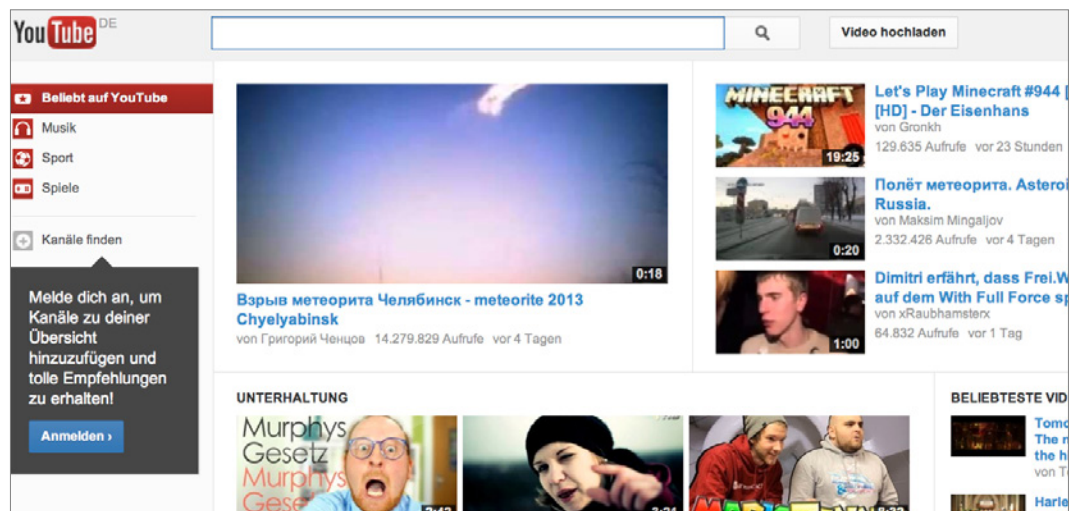 YouTube DE
Video hochladen
Beliebt auf YouTube
Musik
Sport
Spiele
Kanäle finden
Melde dich an, um
Kanäle zu deiner
Übersicht
hinzuzufügen und
tolle Empfehlungen
zu erhalten!
Anmelden ›
0:18
Взрыв метеорита Челябинск - meteorite 2013
Chyelyabinsk
von Григорий Ченцов 14.279.829 Aufrufe vor 4 Tagen
MINECRAFT
944
19:25
Let's Play Minecraft #944 [
[HD] - Der Eisenhans
von Gronkh
129.635 Aufrufe vor 23 Stunden
0:20
Полёт метеорита. Asteroi
Russia.
von Maksim Mingaljov
2.332.426 Aufrufe vor 4 Tagen
1:00
Dimitri erfährt, dass Frei.W
auf dem With Full Force sp
von xRaubhamsterx
64.832 Aufrufe vor 1 Tag
UNTERHALTUNG
Murphys
Gesetz
Murphys
Gesetz
BELIEBTESTE VID
Tomo
The n
the h
von T
Harle